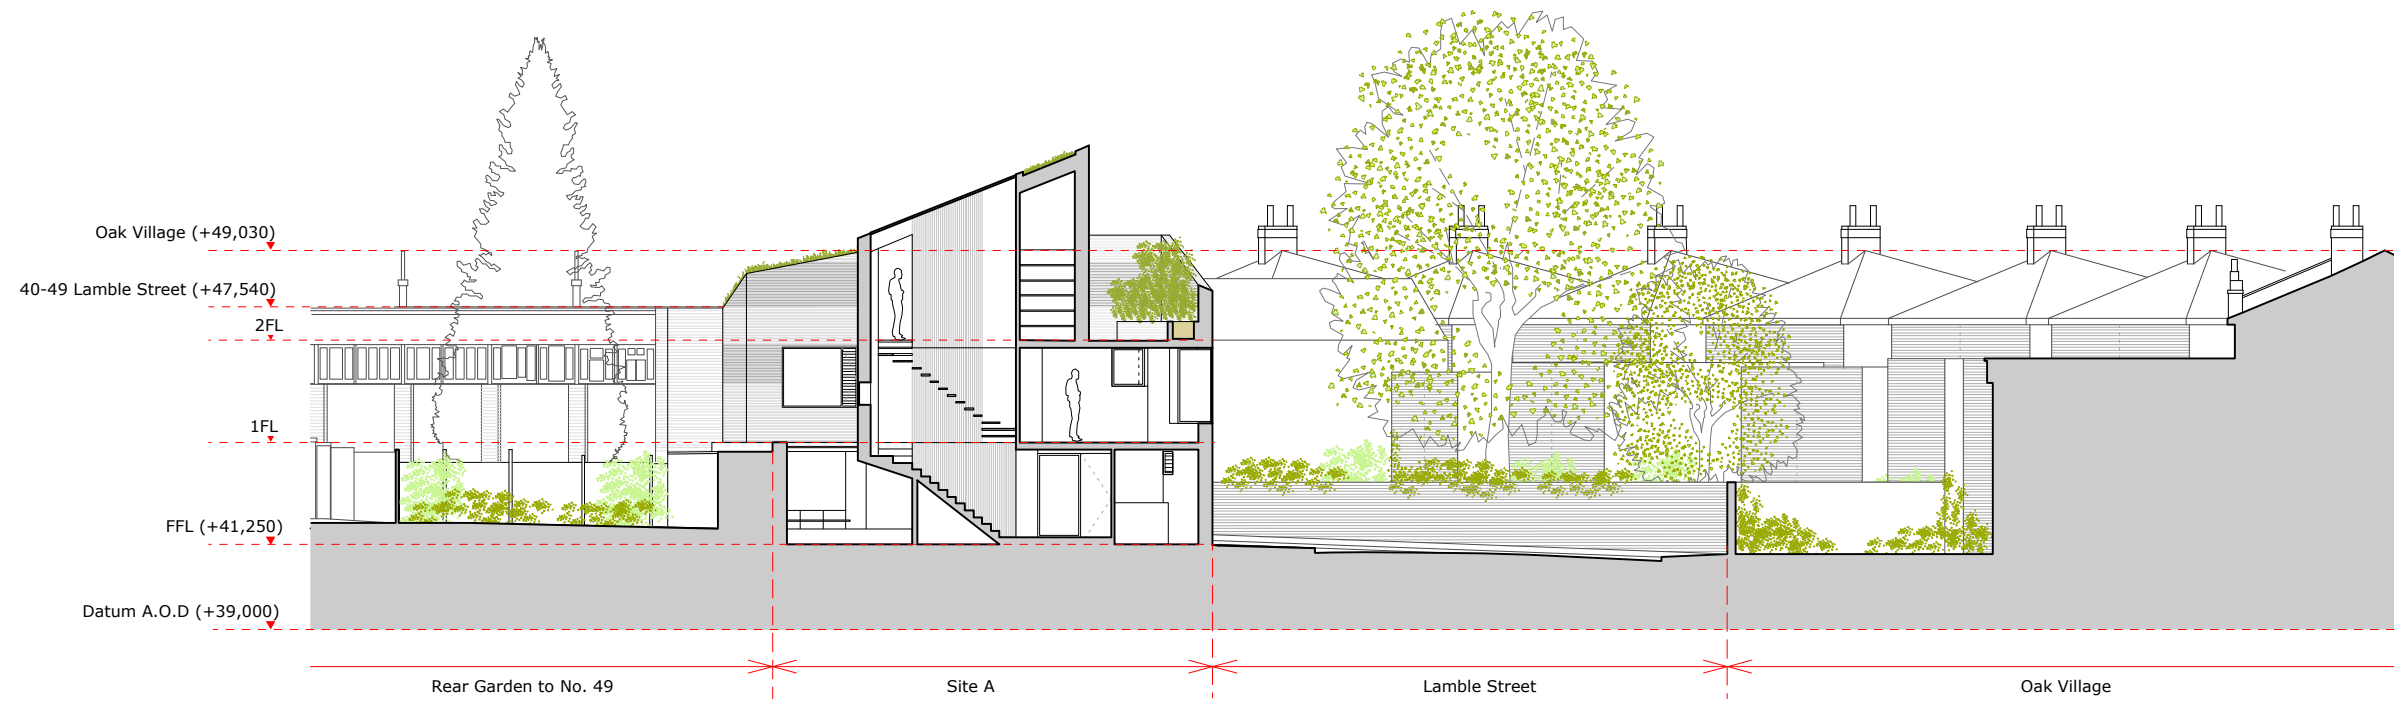 Oak Village (+49,030)
40-49 Lamble Street (+47,540)
2FL
1FL
FFL (+41,250)
Datum A.O.D (+39,000)
Rear Garden to No. 49
Site A
Lamble Street
Oak Village